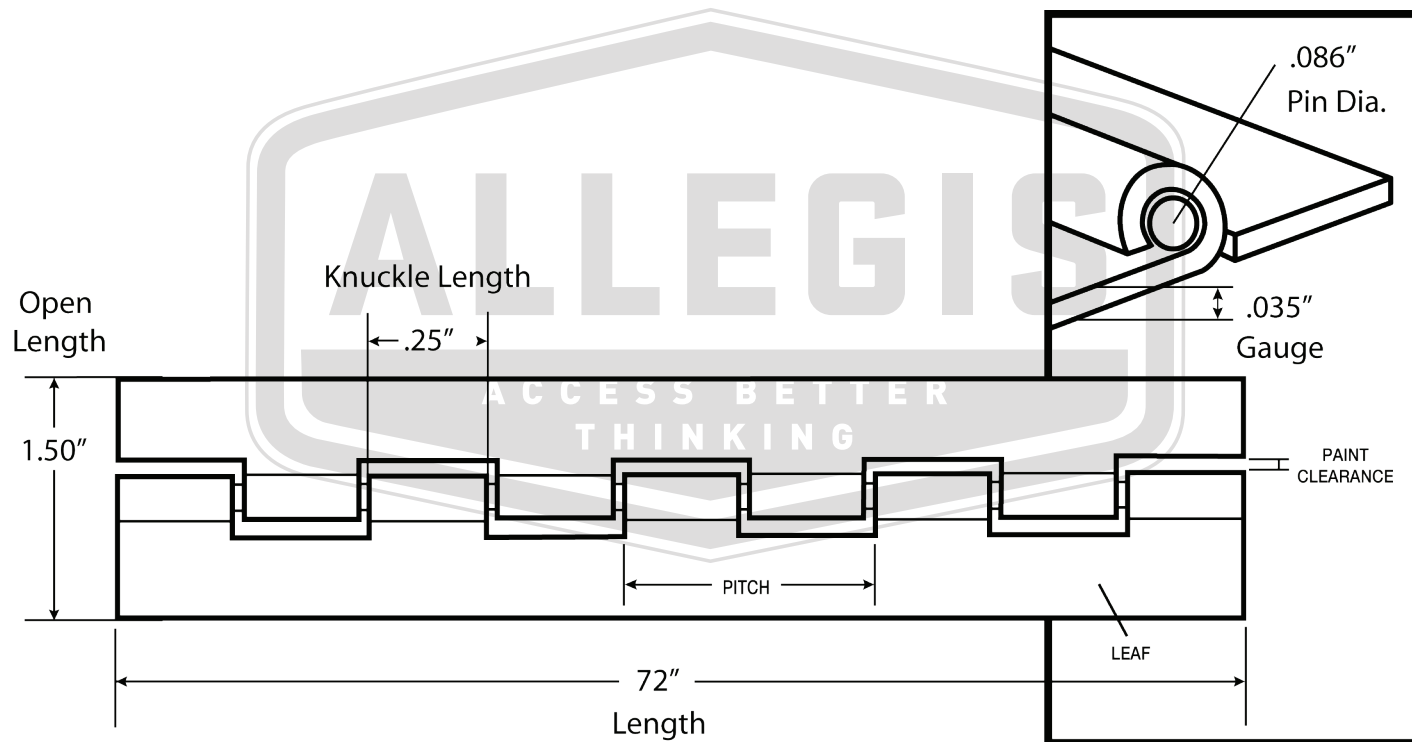 ALLEGIS
ACCESS BETTER
THINKING
.086”
Pin Dia.
.035”
Gauge
Knuckle Length
.25”
Open
Length
1.50”
PAINT
CLEARANCE
PITCH
LEAF
72”
Length